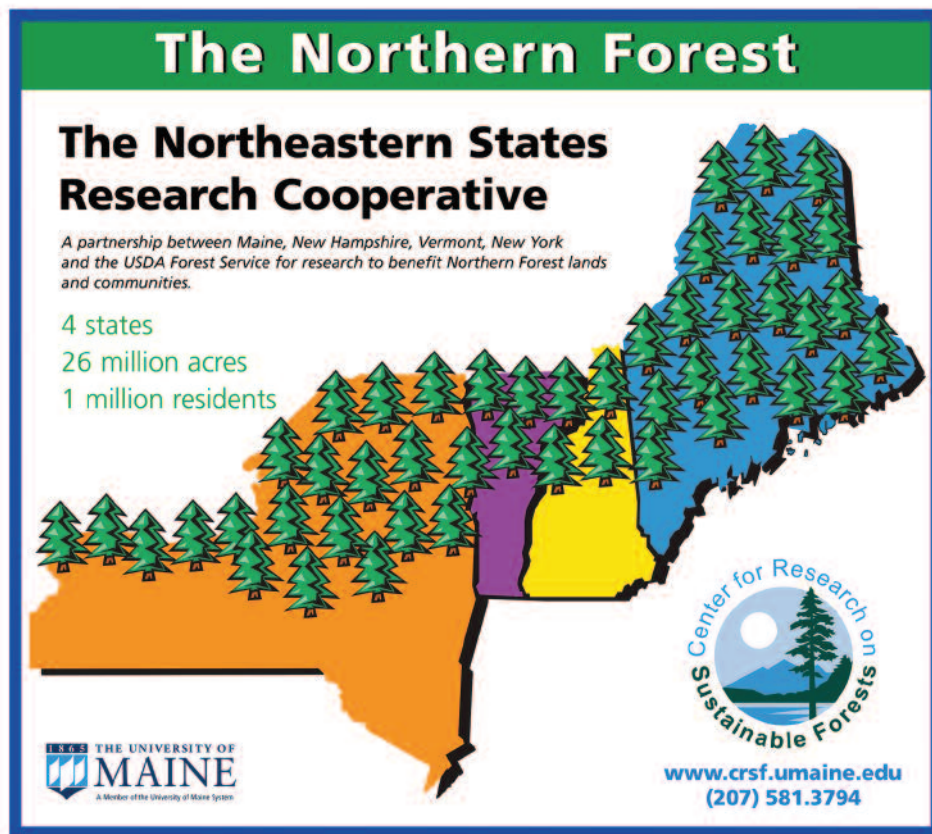 The Northern Forest
The Northeastern States
Research Cooperative
A partnership between Maine, New Hampshire, Vermont, New York
and the USDA Forest Service for research to benefit Northern Forest lands
and communities.
4 states
26 million acres
1 million residents
Center for Research on
Sustainable Forests
1865 THE UNIVERSITY OF
MAINE
A Member of the University of Maine System
www.crsf.umaine.edu
(207) 581.3794